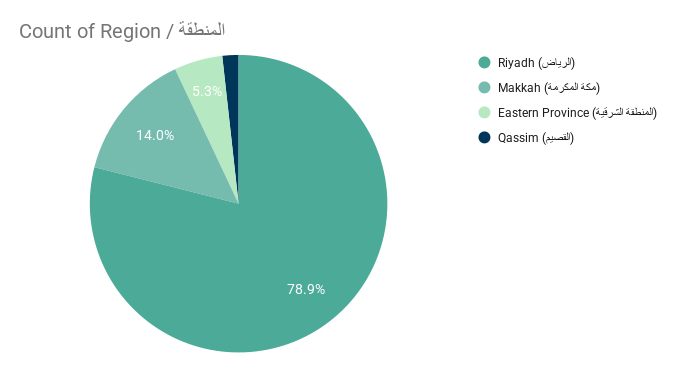 Count of Region / المنطقة
Riyadh (الرياض)
Makkah (مكة المكرمة)
Eastern Province (المنطقة الشرقية)
Qassim (القصيم)
5.3%
14.0%
78.9%